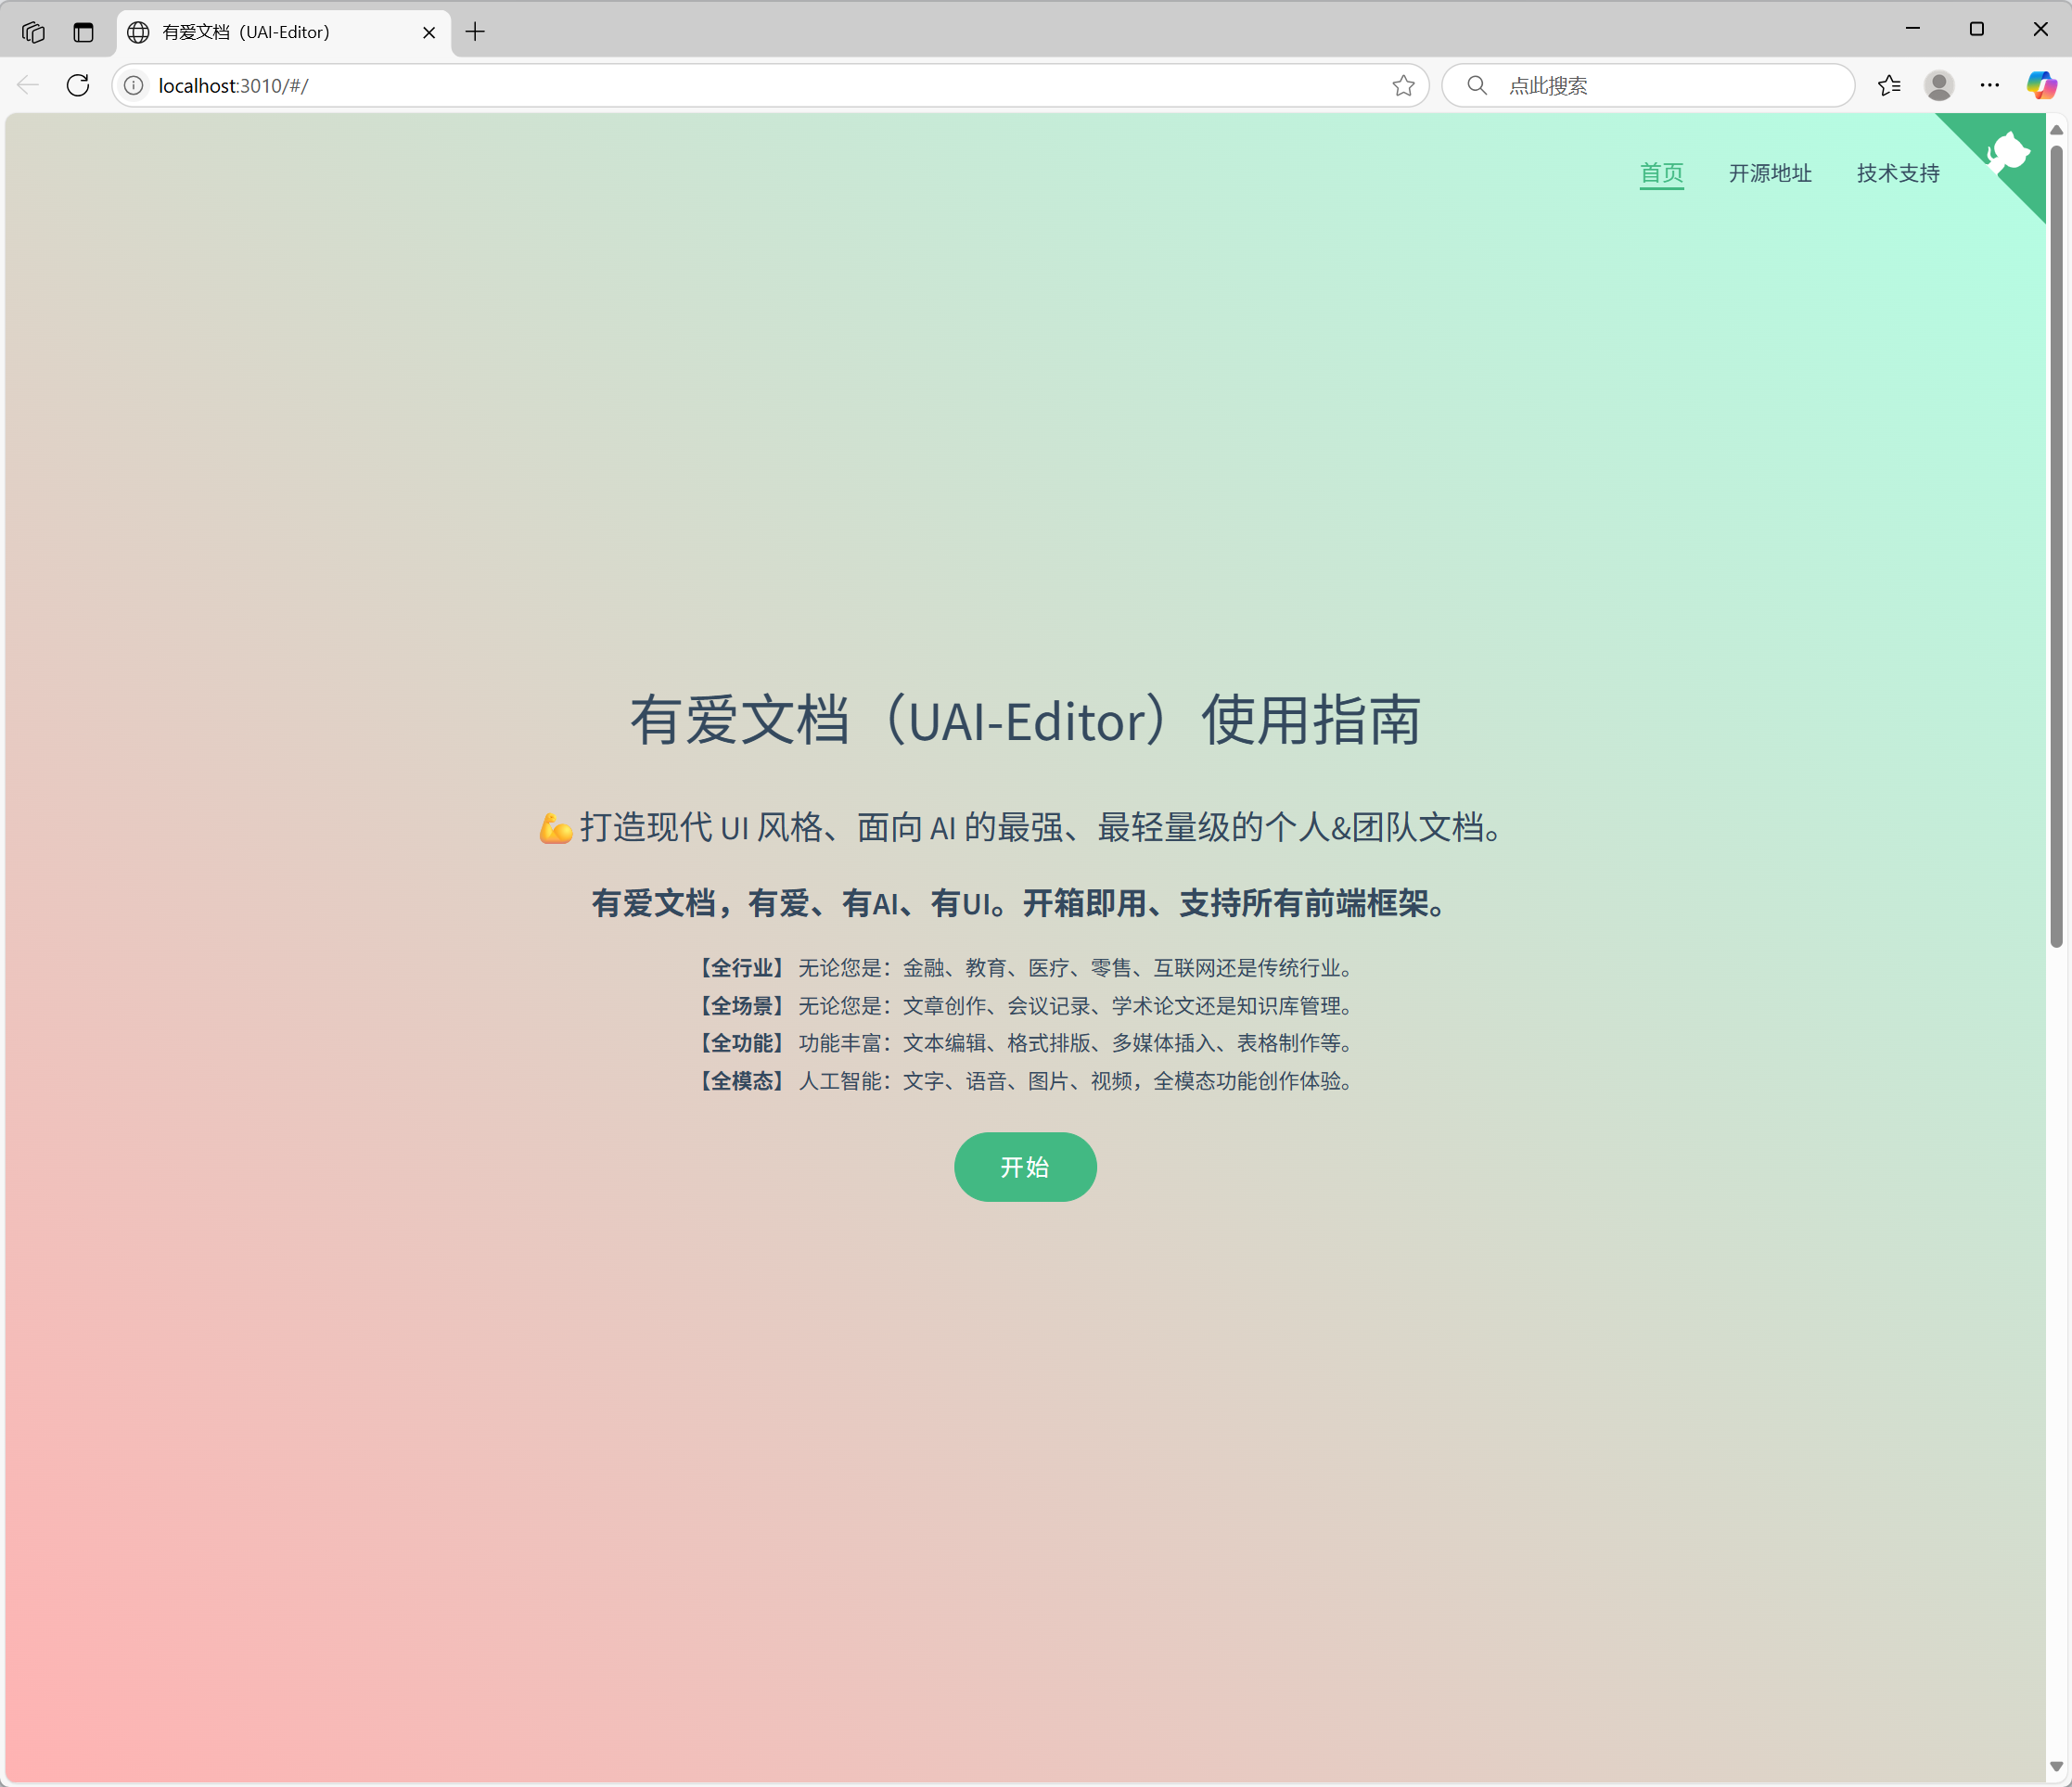 有爱文档（UAI-Editor）
localhost:3010/#/
点此搜索
首页 开源地址 技术支持
有爱文档（UAI-Editor）使用指南
💪 打造现代 UI 风格、面向 AI 的最强、最轻量级的个人&团队文档。
有爱文档，有爱、有AI、有UI。开箱即用、支持所有前端框架。
【全行业】 无论您是：金融、教育、医疗、零售、互联网还是传统行业。
【全场景】 无论您是：文章创作、会议记录、学术论文还是知识库管理。
【全功能】 功能丰富：文本编辑、格式排版、多媒体插入、表格制作等。
【全模态】 人工智能：文字、语音、图片、视频，全模态功能创作体验。
开始